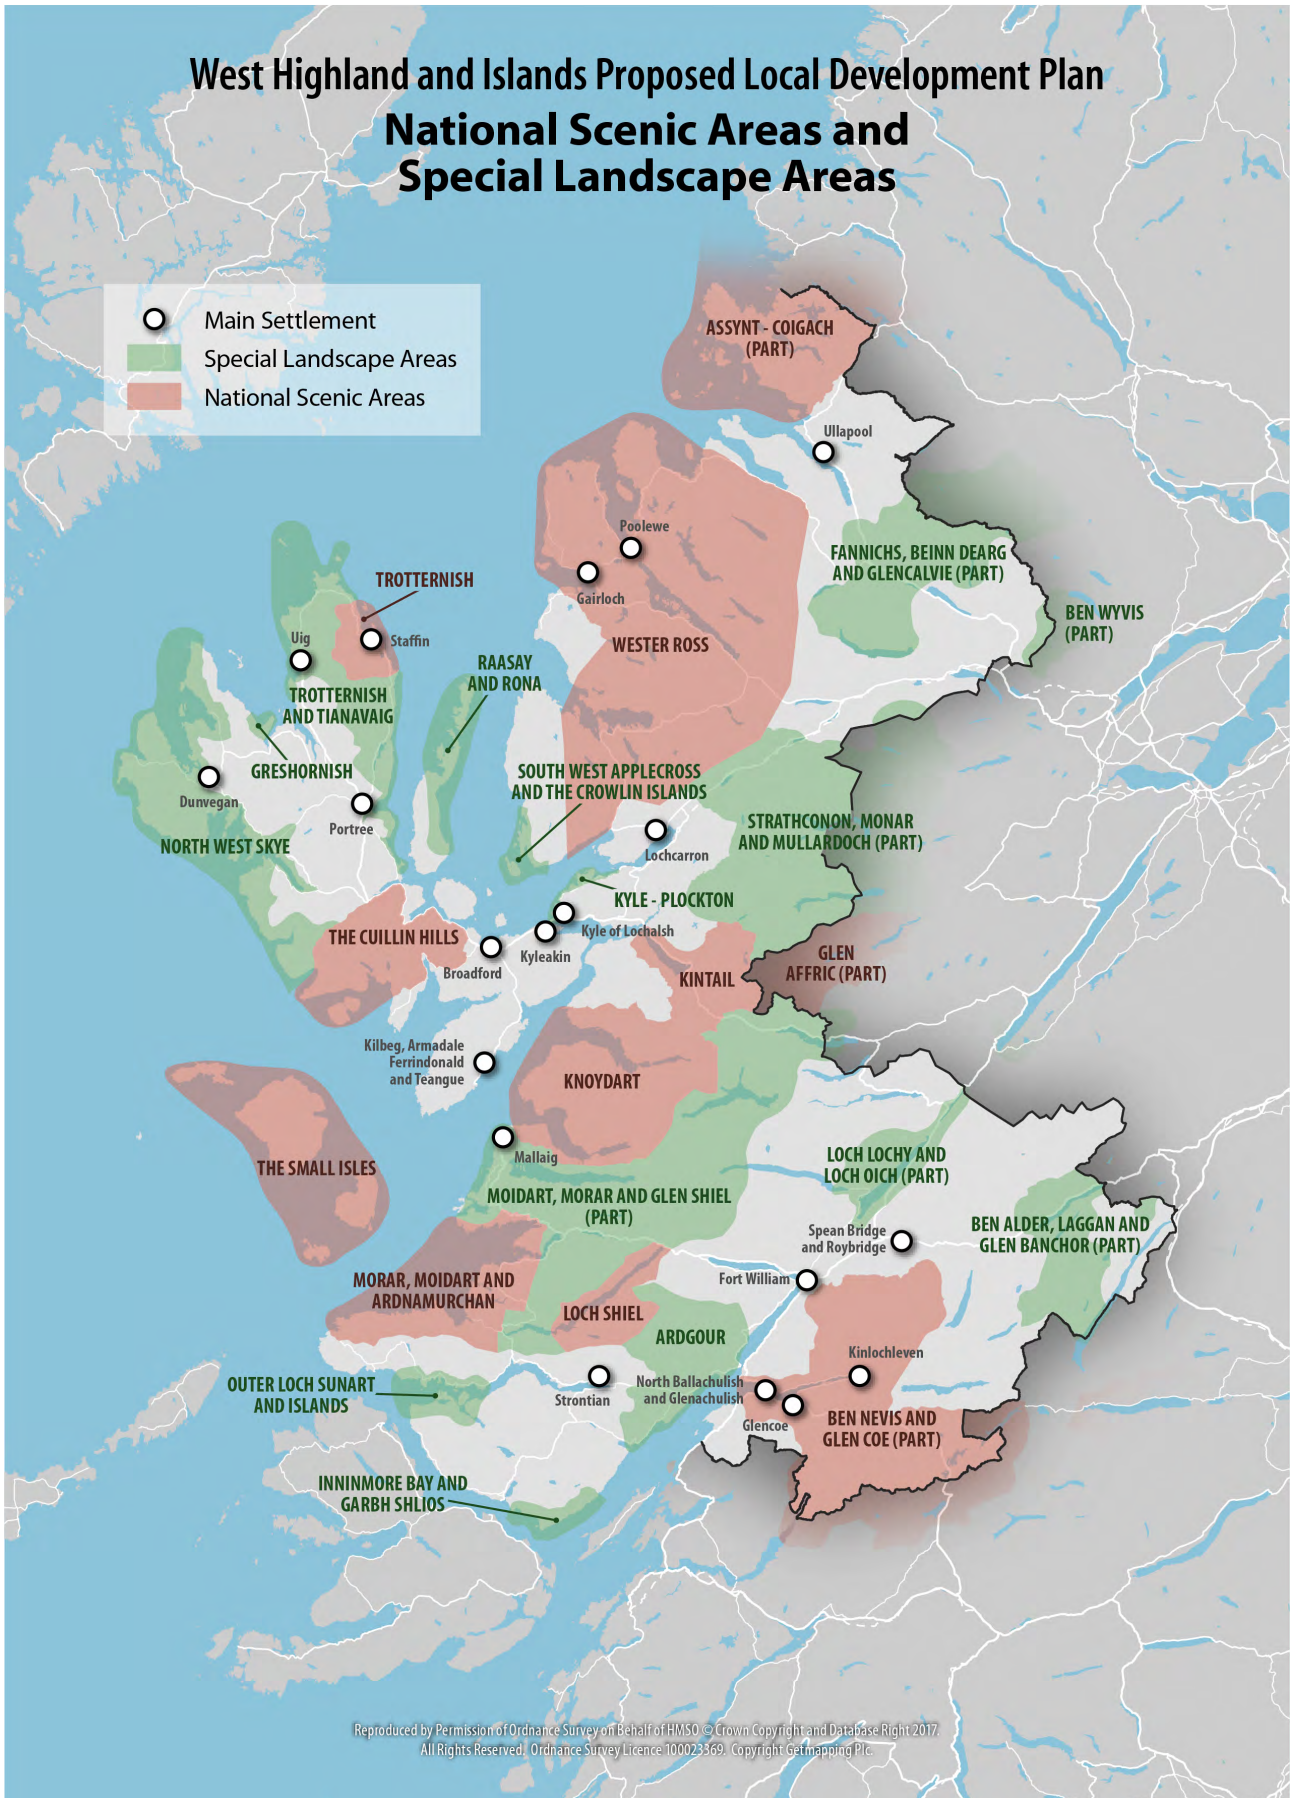 West Highland and Islands Proposed Local Development Plan
National Scenic Areas and
Special Landscape Areas
Main Settlement
Special Landscape Areas
National Scenic Areas
ASSYNT - COIGACH
(PART)
Ullapool
Poolewe
Gairloch
FANNICHS, BEINN DEARG
AND GLENCALVIE (PART)
BEN WYVIS
(PART)
TROTTERNISH
Uig
Staffin
WESTER ROSS
RAASAY
AND RONA
TROTTERNISH
AND TIANAVAIG
GRESHORNISH
SOUTH WEST APPLECROSS
AND THE CROWLIN ISLANDS
Dunvegan
Portree
NORTH WEST SKYE
STRATHCONON, MONAR
AND MULLARDOCH (PART)
Lochcarron
KYLE - PLOCKTON
Kyle of Lochalsh
THE CUILLIN HILLS
Kyleakin
Broadford
GLEN
AFFRIC (PART)
KINTAIL
Kilbeg, Armadale
Ferrindonald
and Teangue
KNOYDART
Mallaig
THE SMALL ISLES
LOCH LOCHY AND
LOCH OICH (PART)
MOIDART, MORAR AND GLEN SHIEL
(PART)
Spean Bridge
and Roybridge
BEN ALDER, LAGGAN AND
GLEN BANCHOR (PART)
Fort William
MORAR, MOIDART AND
ARDNAMURCHAN
LOCH SHIEL
ARDGOUR
Kinlochleven
OUTER LOCH SUNART
AND ISLANDS
Strontian
North Ballachulish
and Glenachulish
Glencoe
BEN NEVIS AND
GLEN COE (PART)
INNINMORE BAY AND
GARBH SHLIOS
Reproduced by Permission of Ordnance Survey on Behalf of HMSO © Crown Copyright and Database Right 2017.
All Rights Reserved. Ordnance Survey Licence 100023369. Copyright Getmapping Plc.